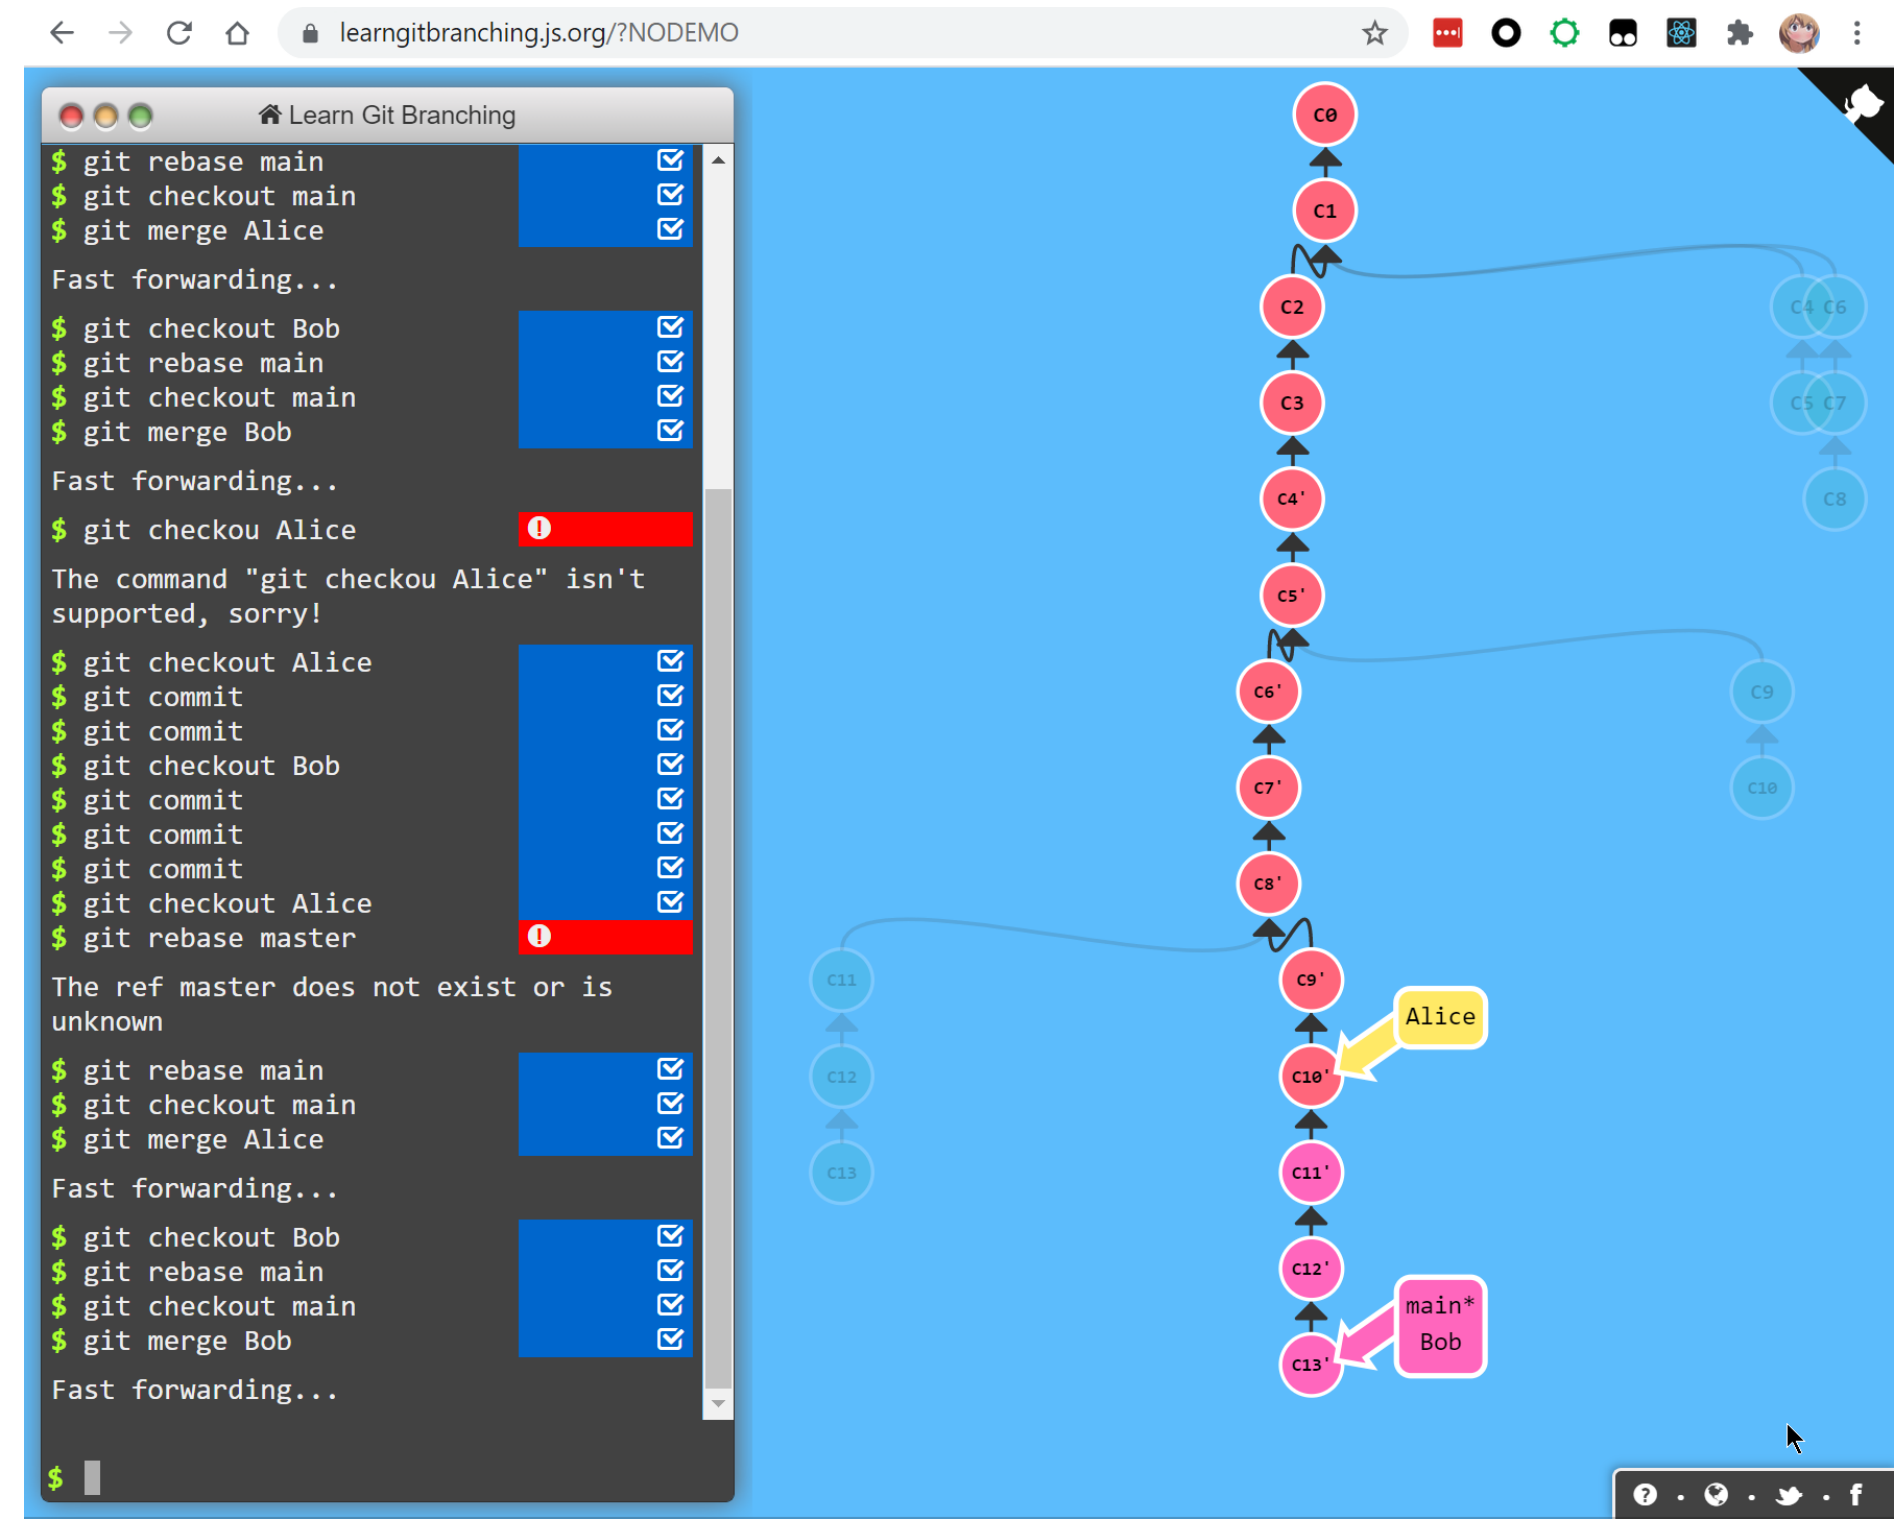 learngitbranching.js.org/?NODEMO
Learn Git Branching
$ git rebase main
$ git checkout main
$ git merge Alice
Fast forwarding...
$ git checkout Bob
$ git rebase main
$ git checkout main
$ git merge Bob
Fast forwarding...
$ git checkou Alice
The command "git checkou Alice" isn't
supported, sorry!
$ git checkout Alice
$ git commit
$ git commit
$ git checkout Bob
$ git commit
$ git commit
$ git commit
$ git checkout Alice
$ git rebase master
The ref master does not exist or is
unknown
$ git rebase main
$ git checkout main
$ git merge Alice
Fast forwarding...
$ git checkout Bob
$ git rebase main
$ git checkout main
$ git merge Bob
Fast forwarding...
$
C0
C1
C2
C4 C6
C3
C5 C7
C4'
C8
C5'
C6'
C9
C7'
C10
C8'
C11
C9'
Alice
C12
C10'
C13
C11'
C12'
main*
Bob
C13'